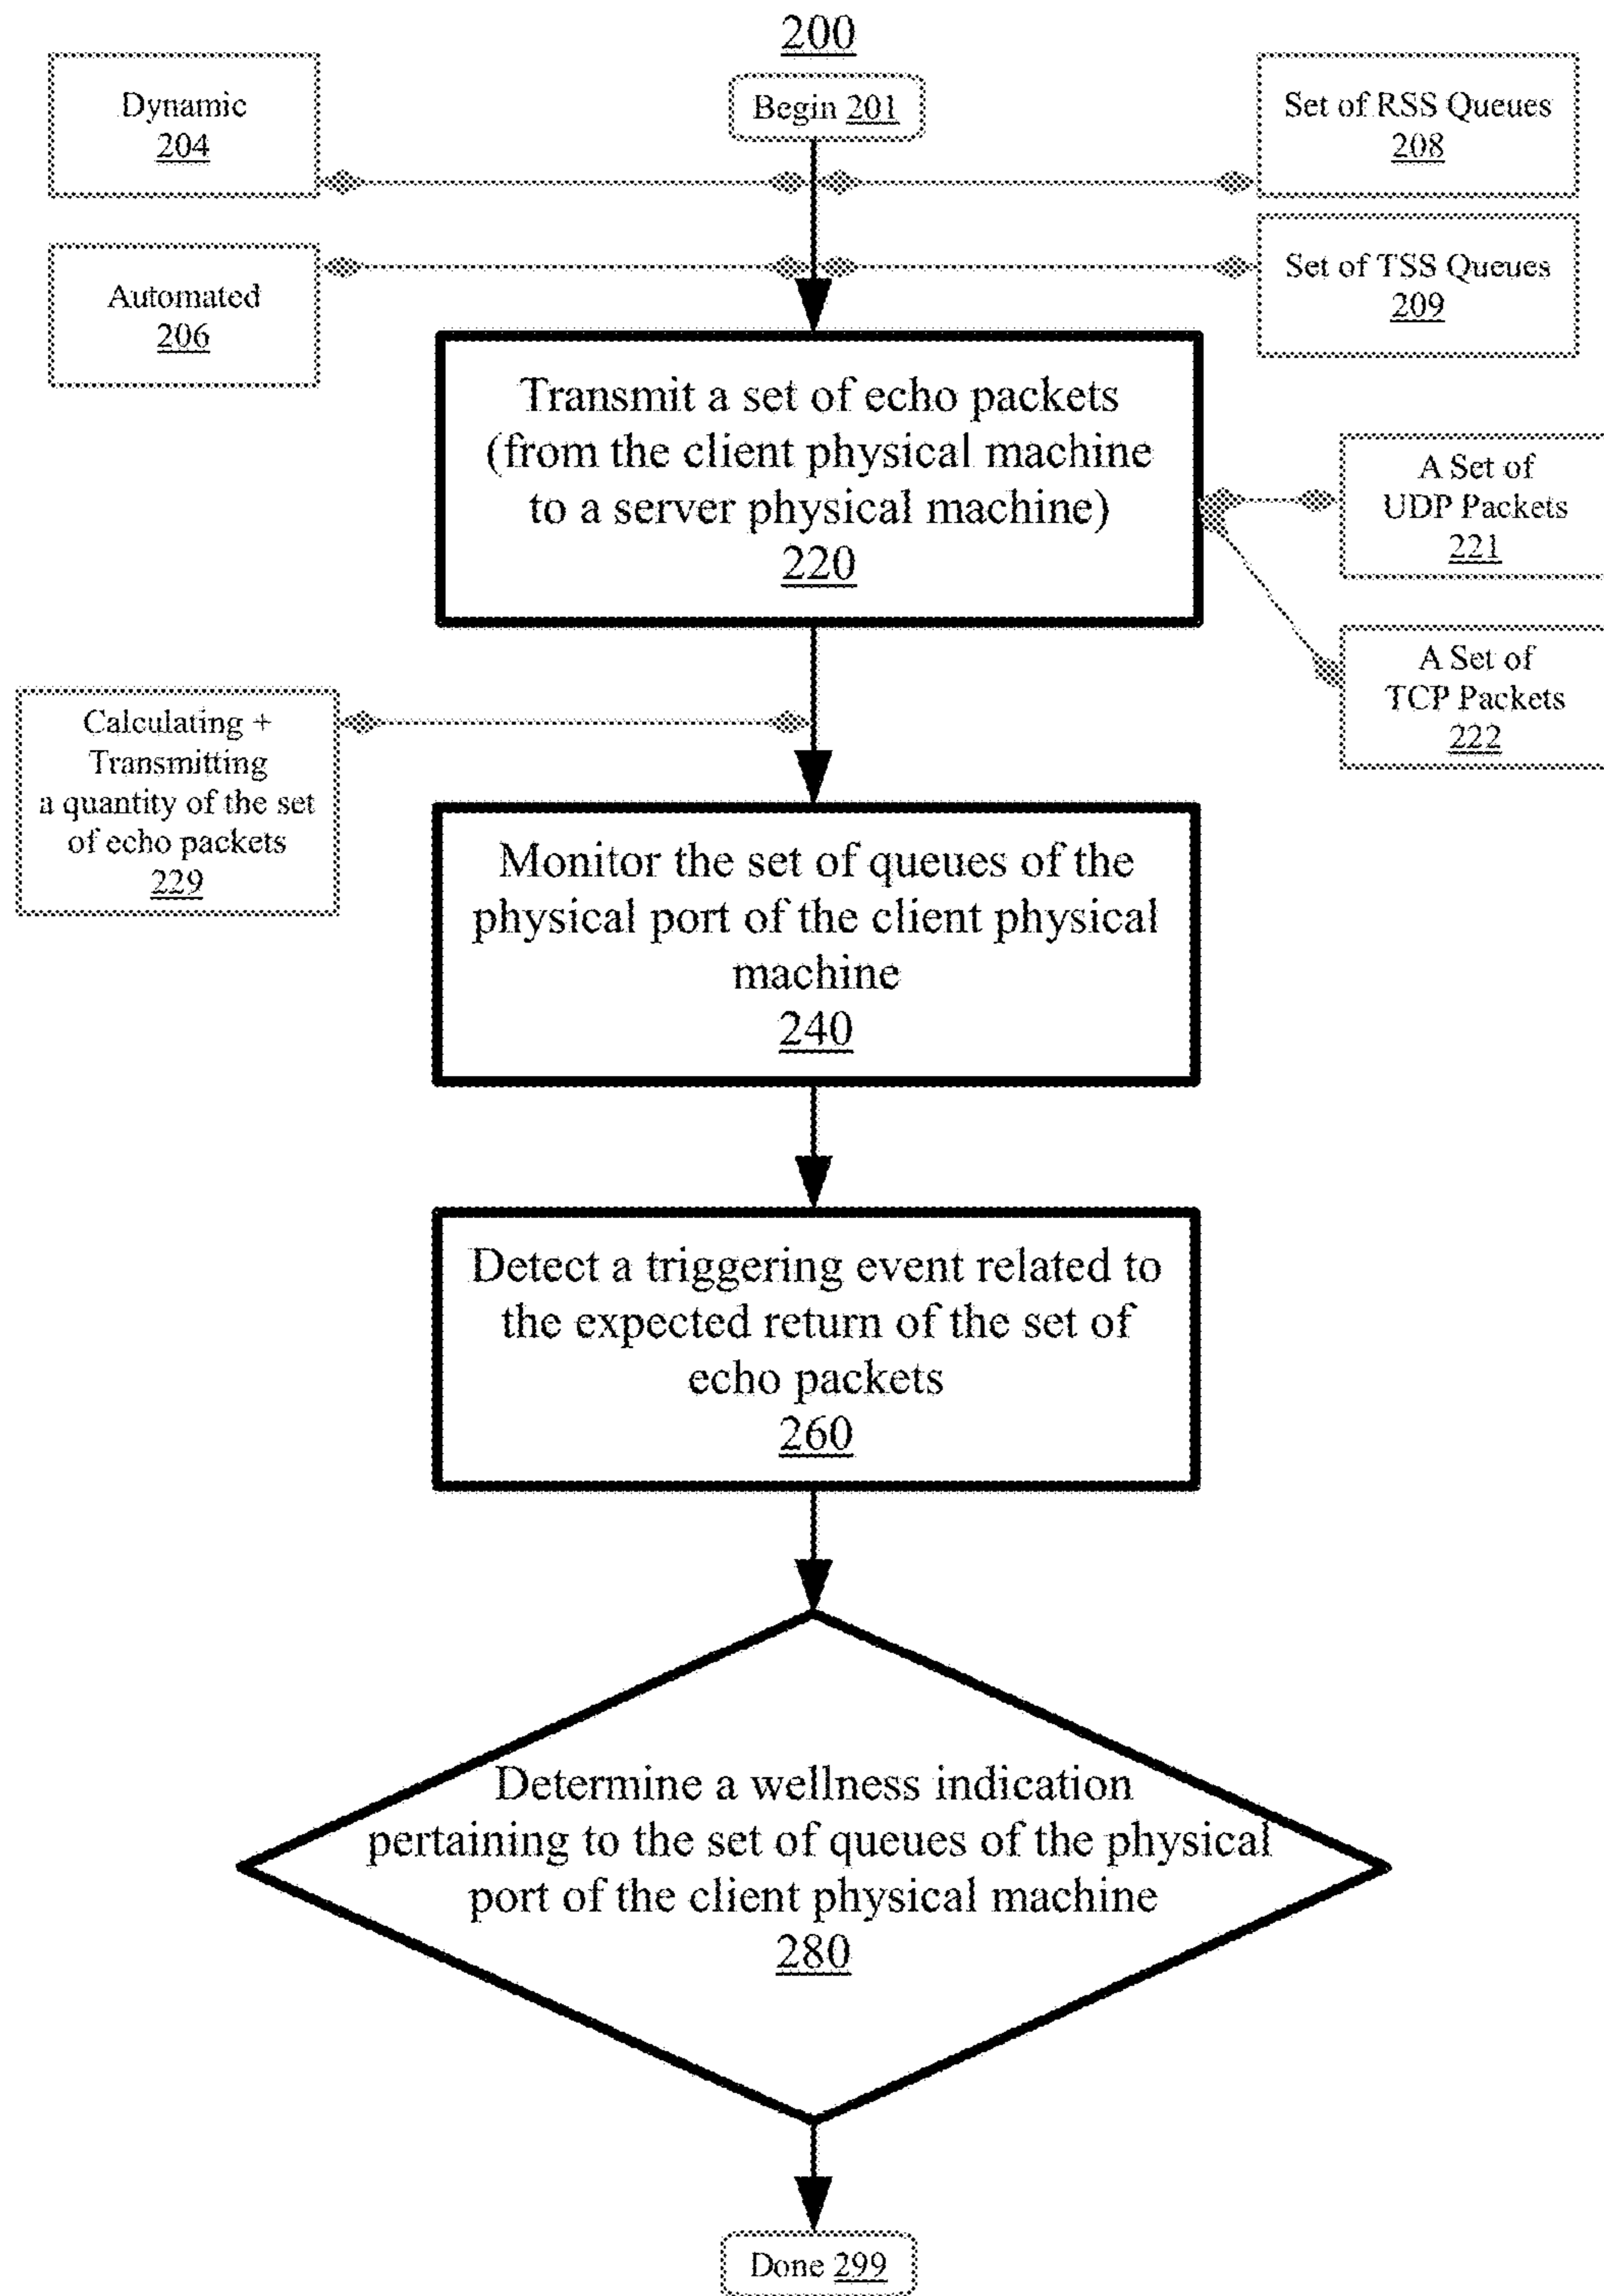 200
Begin 201
Dynamic
204
Set of RSS Queues
208
Automated
206
Set of TSS Queues
209
Transmit a set of echo packets
(from the client physical machine
to a server physical machine)
220
A Set of
UDP Packets
221
A Set of
TCP Packets
222
Calculating +
Transmitting
a quantity of the set
of echo packets
229
Monitor the set of queues of the
physical port of the client physical
machine
240
Detect a triggering event related to
the expected return of the set of
echo packets
260
Determine a wellness indication
pertaining to the set of queues of the physical
port of the client physical machine
280
Done 299